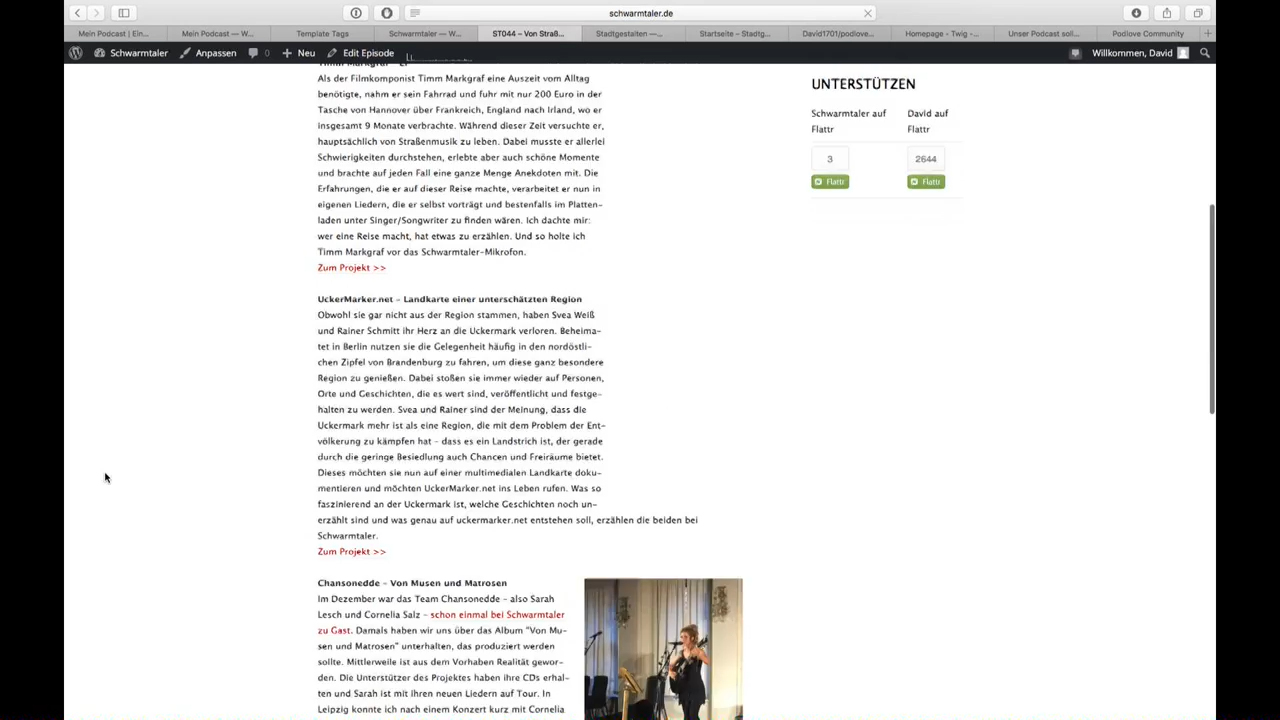 schwarmtaler.de
Mein Podcast | Ein...
Mein Podcast — W...
Template Tags
Schwarmtaler — W...
ST044 – Von Straß...
Stadtgestalten —...
Startseite – Stadtg...
David1701/podlove...
Homepage - Twig -...
Unser Podcast soll...
Podlove Community
Schwarmtaler
Anpassen
0
Neu
Edit Episode
Willkommen, David
Als der Filmkomponist Timm Markgraf eine Auszeit vom Alltag
benötigte, nahm er sein Fahrrad und fuhr mit nur 200 Euro in der
Tasche von Hannover über Frankreich, England nach Irland, wo er
insgesamt 9 Monate verbrachte. Während dieser Zeit versuchte er,
hauptsächlich von Straßenmusik zu leben. Dabei musste er allerlei
Schwierigkeiten durchstehen, erlebte aber auch schöne Momente
und brachte auf jeden Fall eine ganze Menge Anekdoten mit. Die
Erfahrungen, die er auf dieser Reise machte, verarbeitet er nun in
eigenen Liedern, die er selbst vorträgt und bestenfalls im Platten-
laden unter Singer/Songwriter zu finden wären. Ich dachte mir:
wer eine Reise macht, hat etwas zu erzählen. Und so holte ich
Timm Markgraf vor das Schwarmtaler-Mikrofon.
Zum Projekt >>
UckerMarker.net – Landkarte einer unterschätzten Region
Obwohl sie gar nicht aus der Region stammen, haben Svea Weiß
und Rainer Schmitt ihr Herz an die Uckermark verloren. Beheima-
tet in Berlin nutzen sie die Gelegenheit häufig in den nordöstli-
chen Zipfel von Brandenburg zu fahren, um diese ganz besondere
Region zu genießen. Dabei stoßen sie immer wieder auf Personen,
Orte und Geschichten, die es wert sind, veröffentlicht und festge-
halten zu werden. Svea und Rainer sind der Meinung, dass die
Uckermark mehr ist als eine Region, die mit dem Problem der Ent-
völkerung zu kämpfen hat – dass es ein Landstrich ist, der gerade
durch die geringe Besiedlung auch Chancen und Freiräume bietet.
Dieses möchten sie nun auf einer multimedialen Landkarte doku-
mentieren und möchten UckerMarker.net ins Leben rufen. Was so
faszinierend an der Uckermark ist, welche Geschichten noch un-
erzählt sind und was genau auf uckermarker.net entstehen soll, erzählen die beiden bei
Schwarmtaler.
Zum Projekt >>
Chansonedde – Von Musen und Matrosen
Im Dezember war das Team Chansonedde – also Sarah
Lesch und Cornelia Salz – schon einmal bei Schwarmtaler
zu Gast. Damals haben wir uns über das Album "Von Mu-
sen und Matrosen" unterhalten, das produziert werden
sollte. Mittlerweile ist aus dem Vorhaben Realität gewor-
den. Die Unterstützer des Projektes haben ihre CDs erhal-
ten und Sarah ist mit ihren neuen Liedern auf Tour. In
Leipzig konnte ich nach einem Konzert kurz mit Cornelia
UNTERSTÜTZEN
Schwarmtaler auf
Flattr
David auf
Flattr
3
2644
Flattr
Flattr